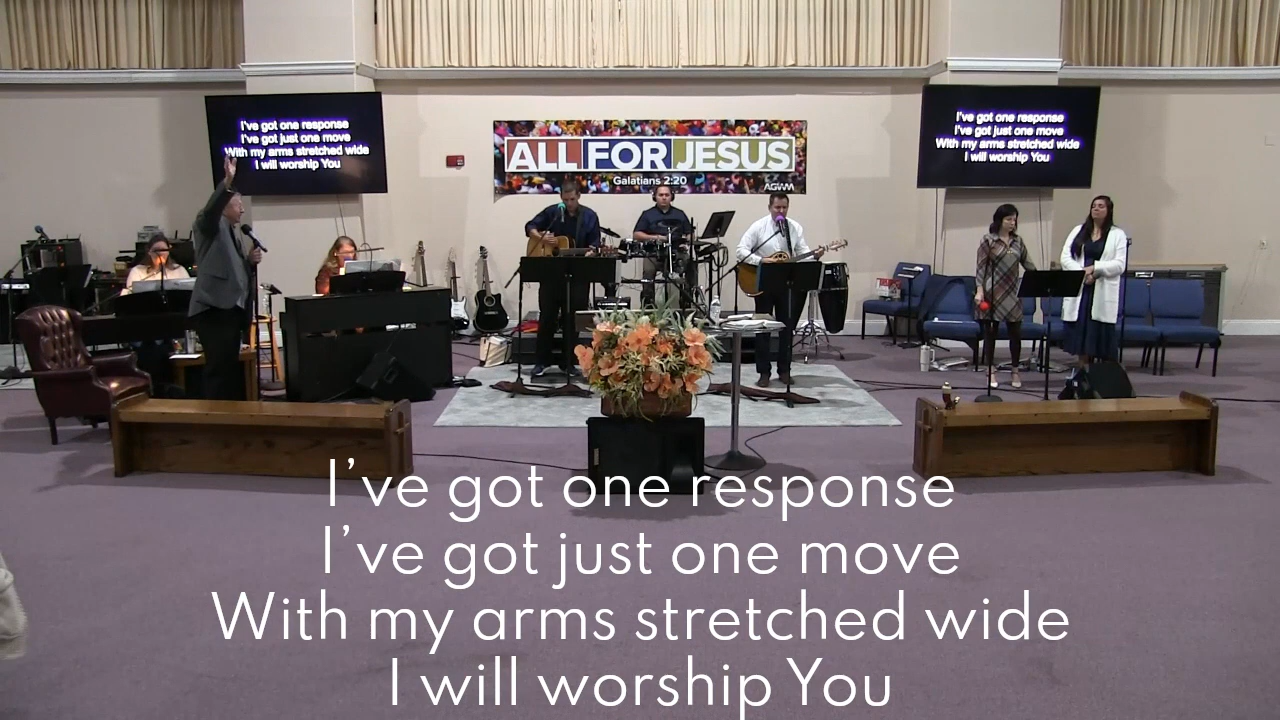 I've got one response
I've got just one move
With my arms stretched wide
I will worship You
ALL FOR JESUS
Galatians 2:20
AGWM
I've got one response
I've got just one move
With my arms stretched wide
I will worship You
I've got one response
I've got just one move
With my arms stretched wide
I will worship You